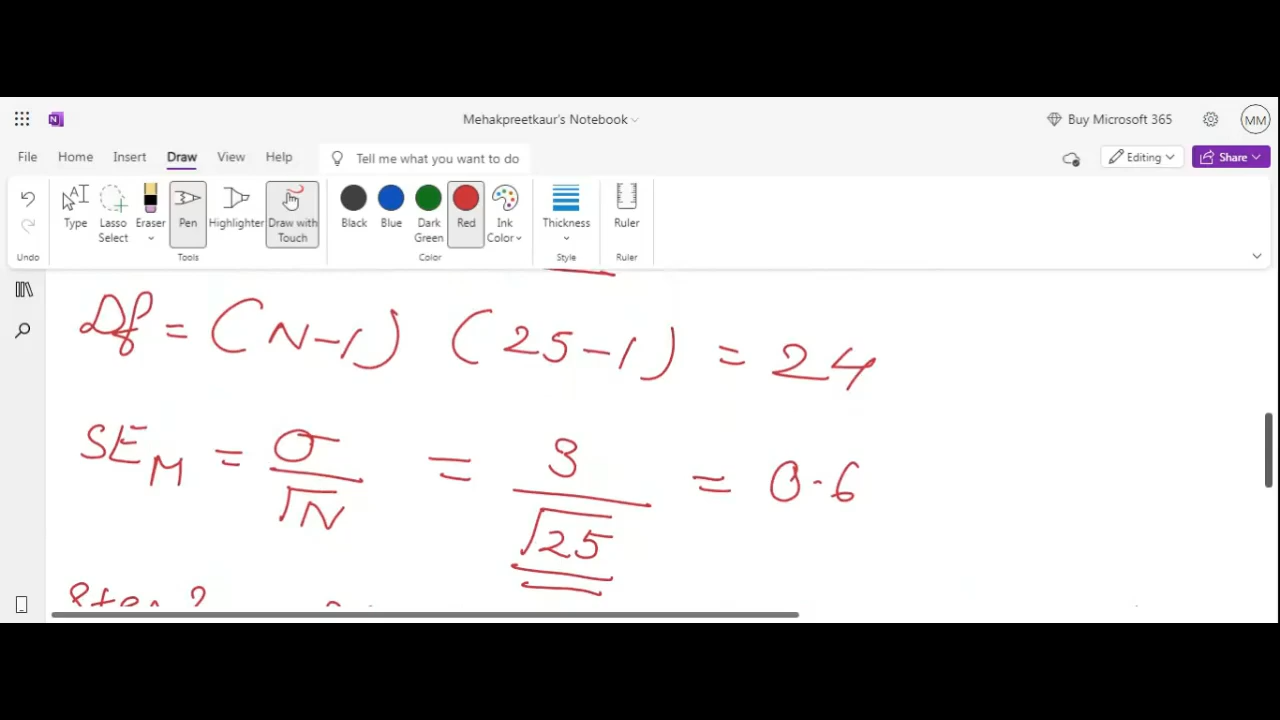 Mehakpreetkaur's Notebook
Buy Microsoft 365
MM
File Home Insert Draw View Help
Tell me what you want to do
Editing
Share
Type
Lasso Select
Eraser
Pen
Highlighter
Draw with Touch
Black
Blue
Dark Green
Red
Ink Color
Thickness
Ruler
Undo
Tools
Color
Style
Ruler
Df = (N-1) (25-1) = 24
SE_M = σ/√N = 3/√25 = 0.6